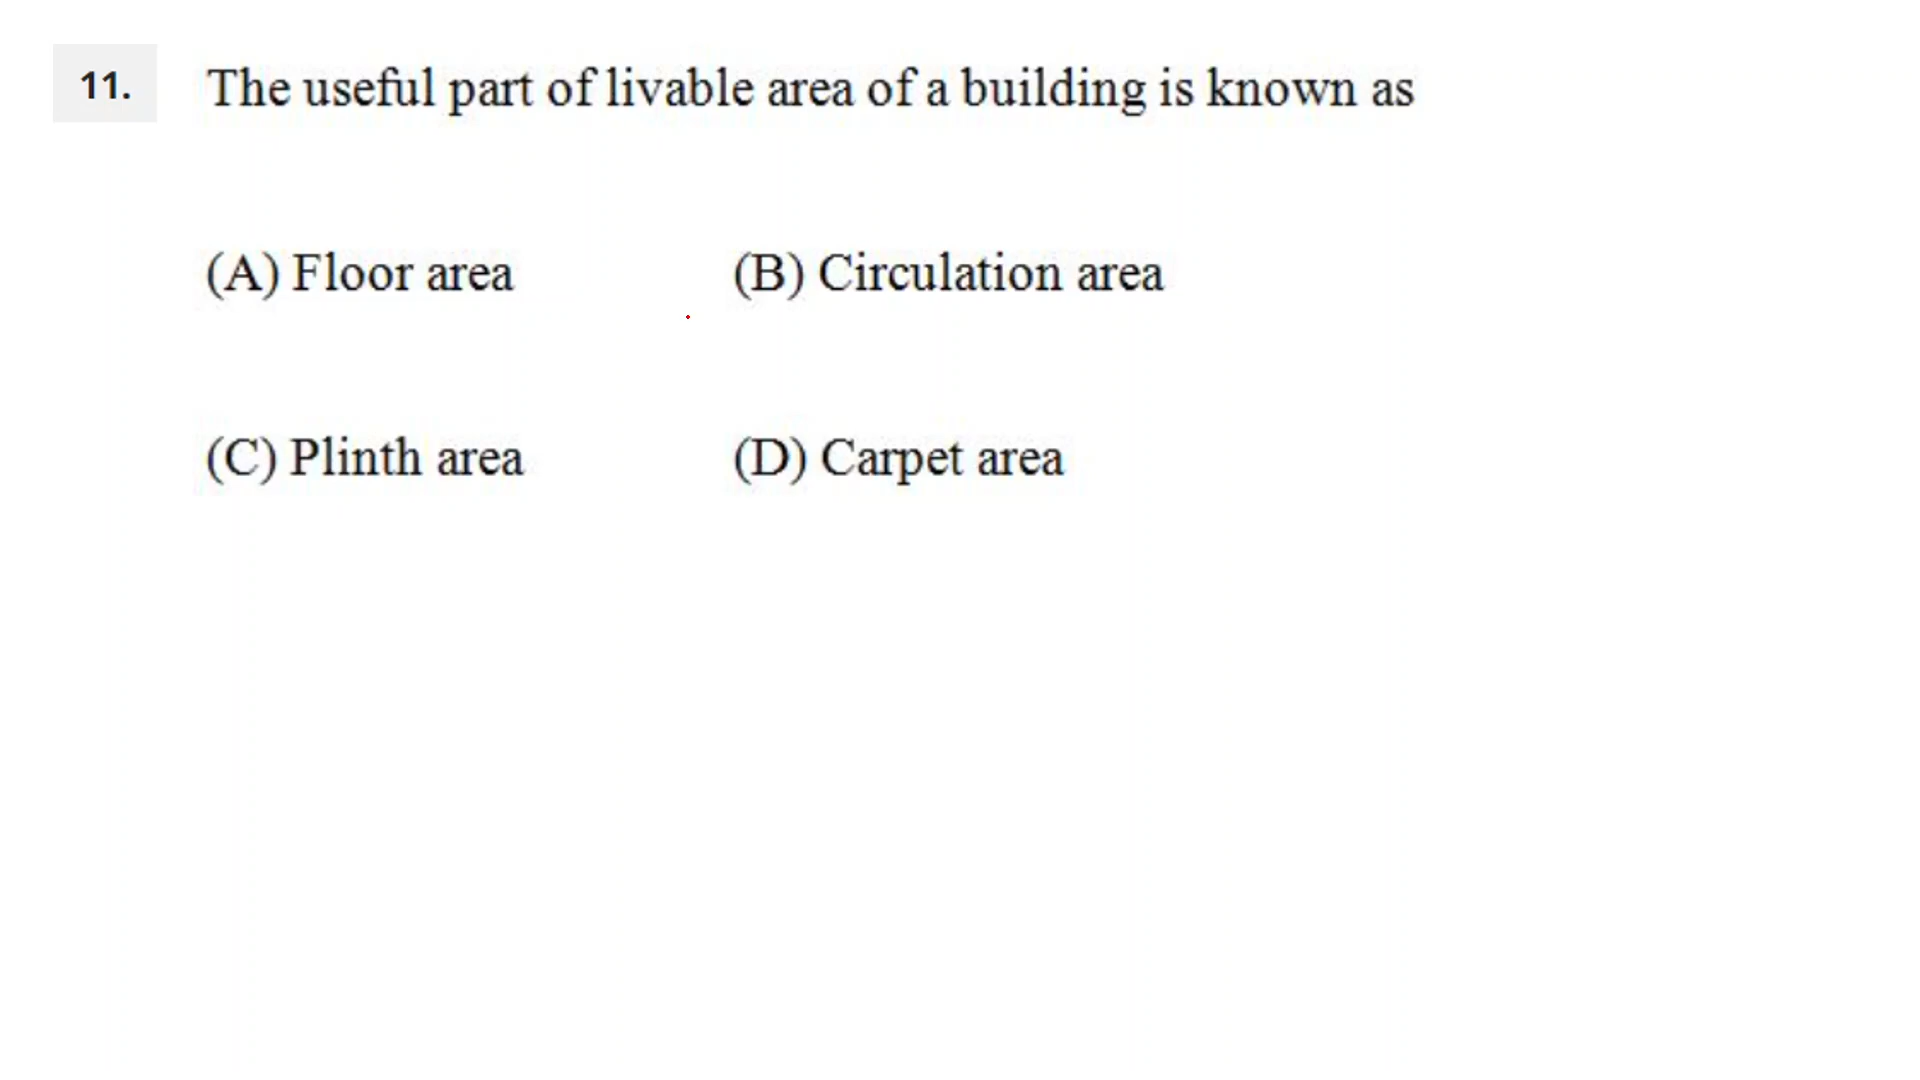 11. The useful part of livable area of a building is known as
(A) Floor area (B) Circulation area
(C) Plinth area (D) Carpet area